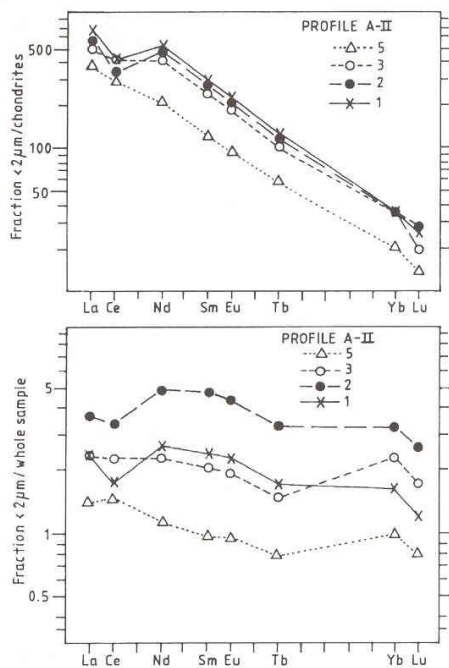 PROFILE A-II
5
3
2
1
500
100
50
Fraction < 2µm/chondrites
La Ce Nd Sm Eu Tb Yb Lu
PROFILE A-II
5
3
2
1
5
1
0.5
Fraction < 2µm/whole sample
La Ce Nd Sm Eu Tb Yb Lu